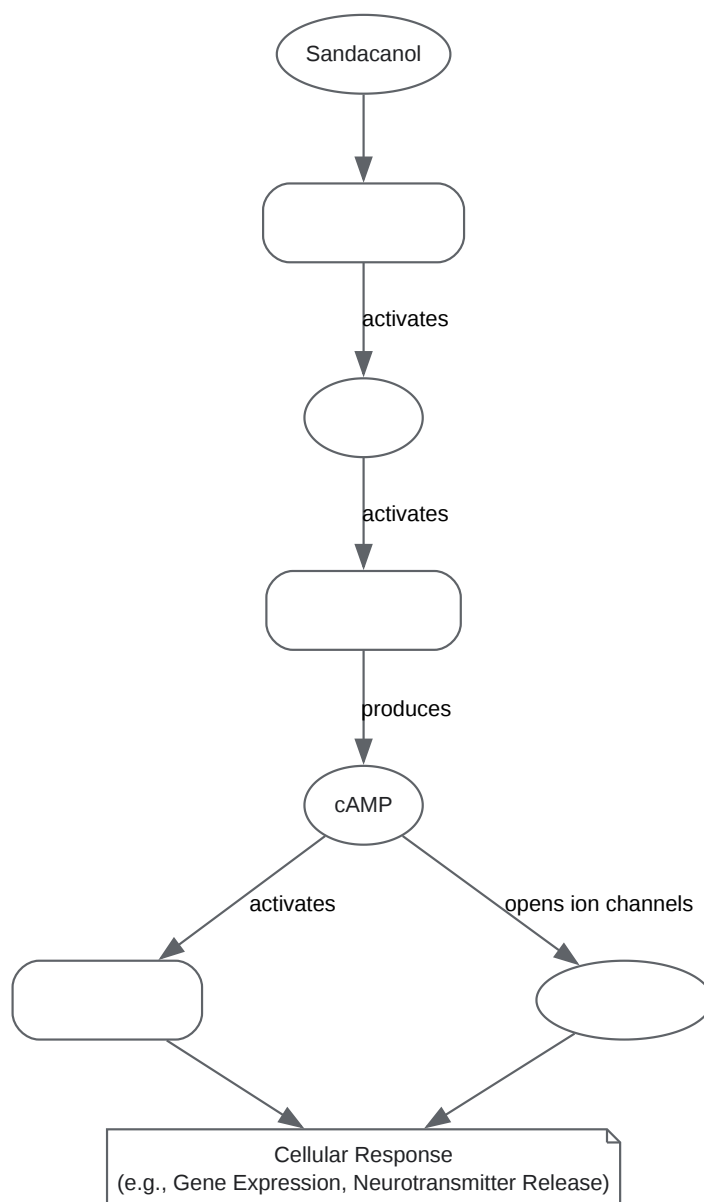 Sandacanol
activates
activates
produces
cAMP
activates
opens ion channels
Cellular Response
(e.g., Gene Expression, Neurotransmitter Release)